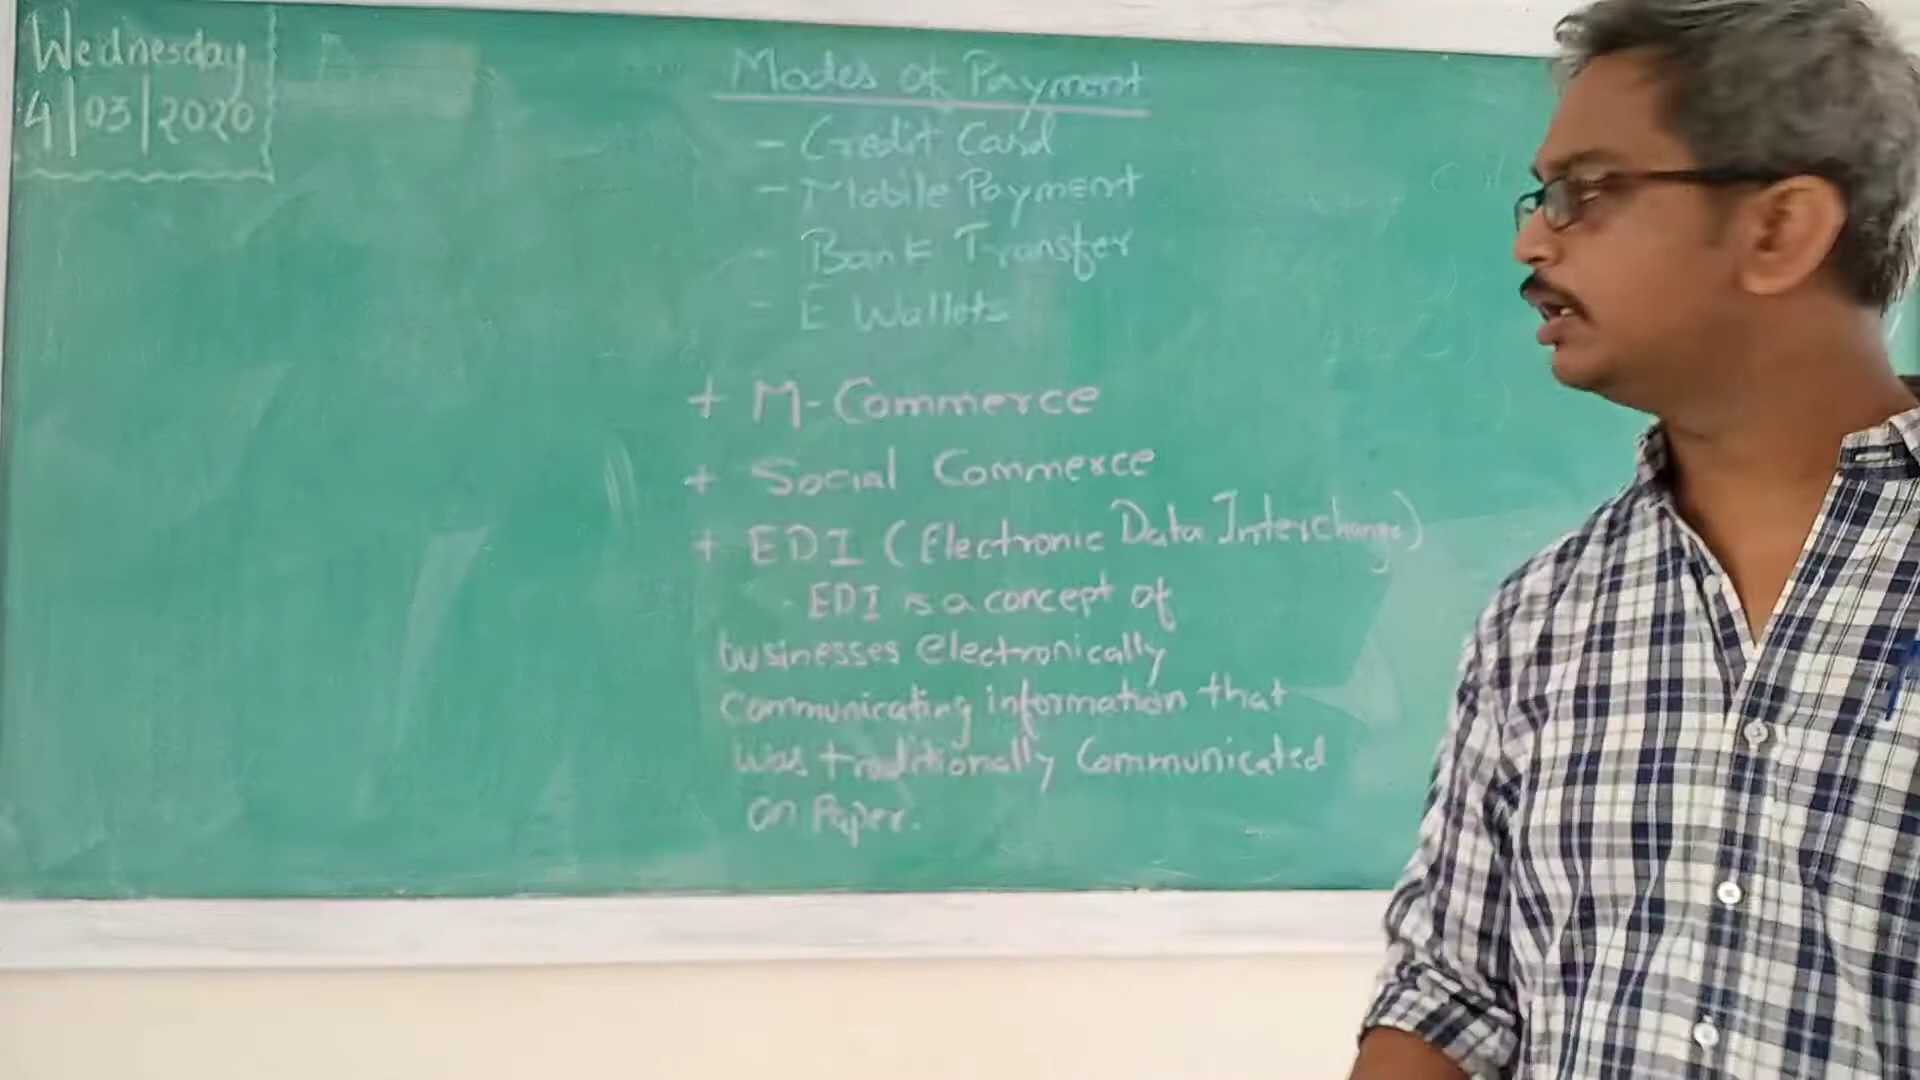 Wednesday
4/03/2020
Modes of Payment
- Credit Card
- Mobile Payment
- Bank Transfer
- E Wallets
+ M-Commerce
+ Social Commerce
+ EDI (Electronic Data Interchange)
- EDI is a concept of
businesses electronically
communicating information that
was traditionally communicated
on Paper.